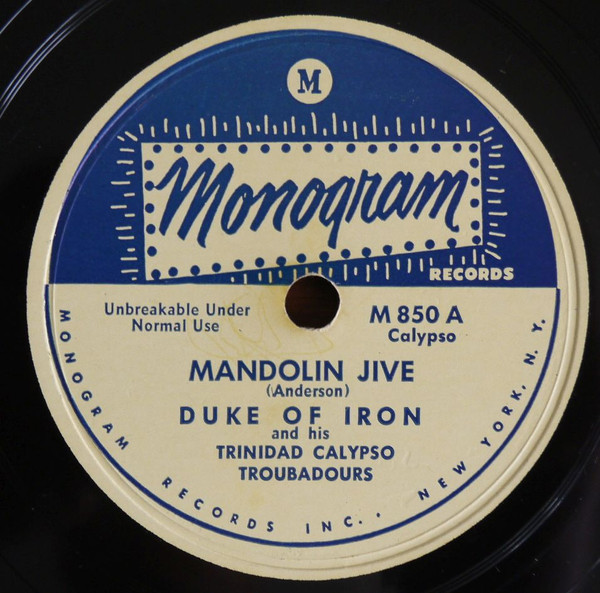 M
Monogram
RECORDS
Unbreakable Under
Normal Use
M 850 A
Calypso
MANDOLIN JIVE
(Anderson)
DUKE OF IRON
and his
TRINIDAD CALYPSO
TROUBADOURS
MONOGRAM RECORDS INC., NEW YORK, N. Y.